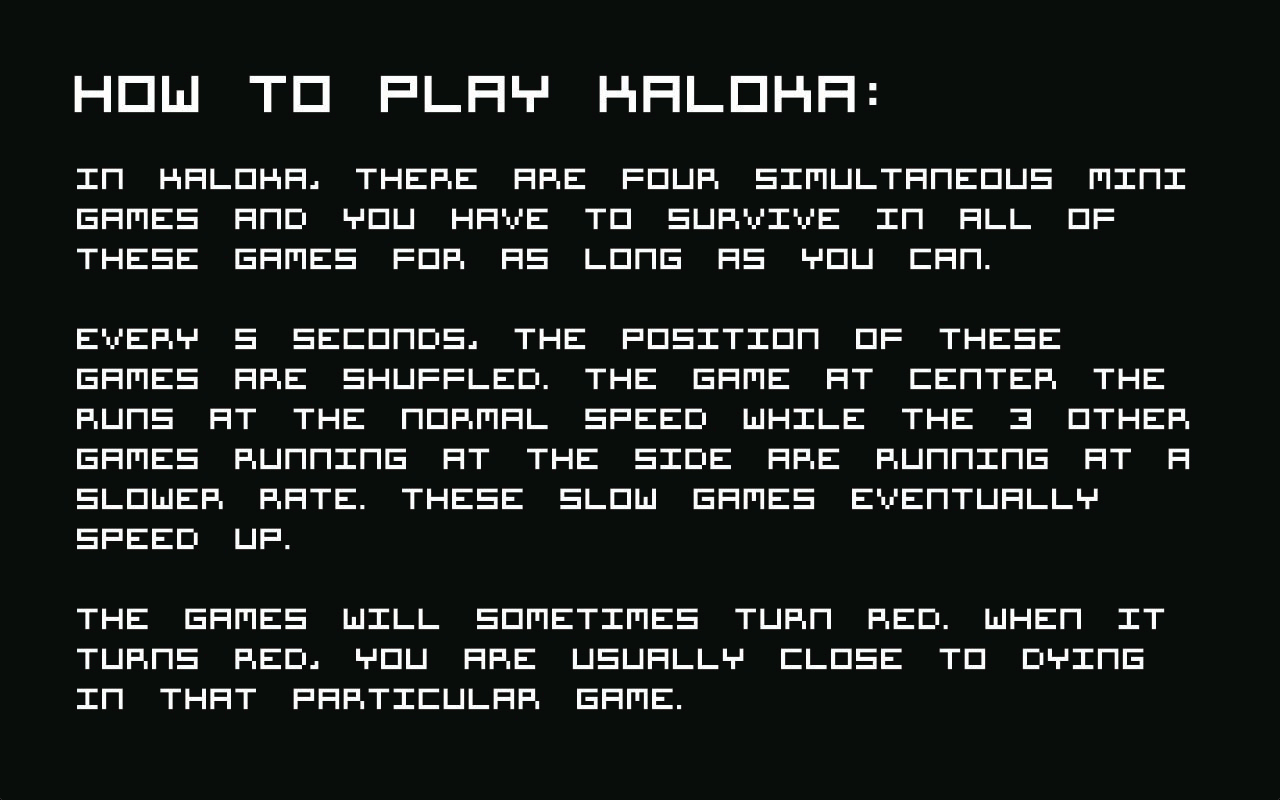 HOW TO PLAY KALOKA:
IN KALOKA, THERE ARE FOUR SIMULTANEOUS MINI
GAMES AND YOU HAVE TO SURVIVE IN ALL OF
THESE GAMES FOR AS LONG AS YOU CAN.
EVERY 5 SECONDS, THE POSITION OF THESE
GAMES ARE SHUFFLED. THE GAME AT CENTER THE
RUNS AT THE NORMAL SPEED WHILE THE 3 OTHER
GAMES RUNNING AT THE SIDE ARE RUNNING AT A
SLOWER RATE. THESE SLOW GAMES EVENTUALLY
SPEED UP.
THE GAMES WILL SOMETIMES TURN RED. WHEN IT
TURNS RED, YOU ARE USUALLY CLOSE TO DYING
IN THAT PARTICULAR GAME.